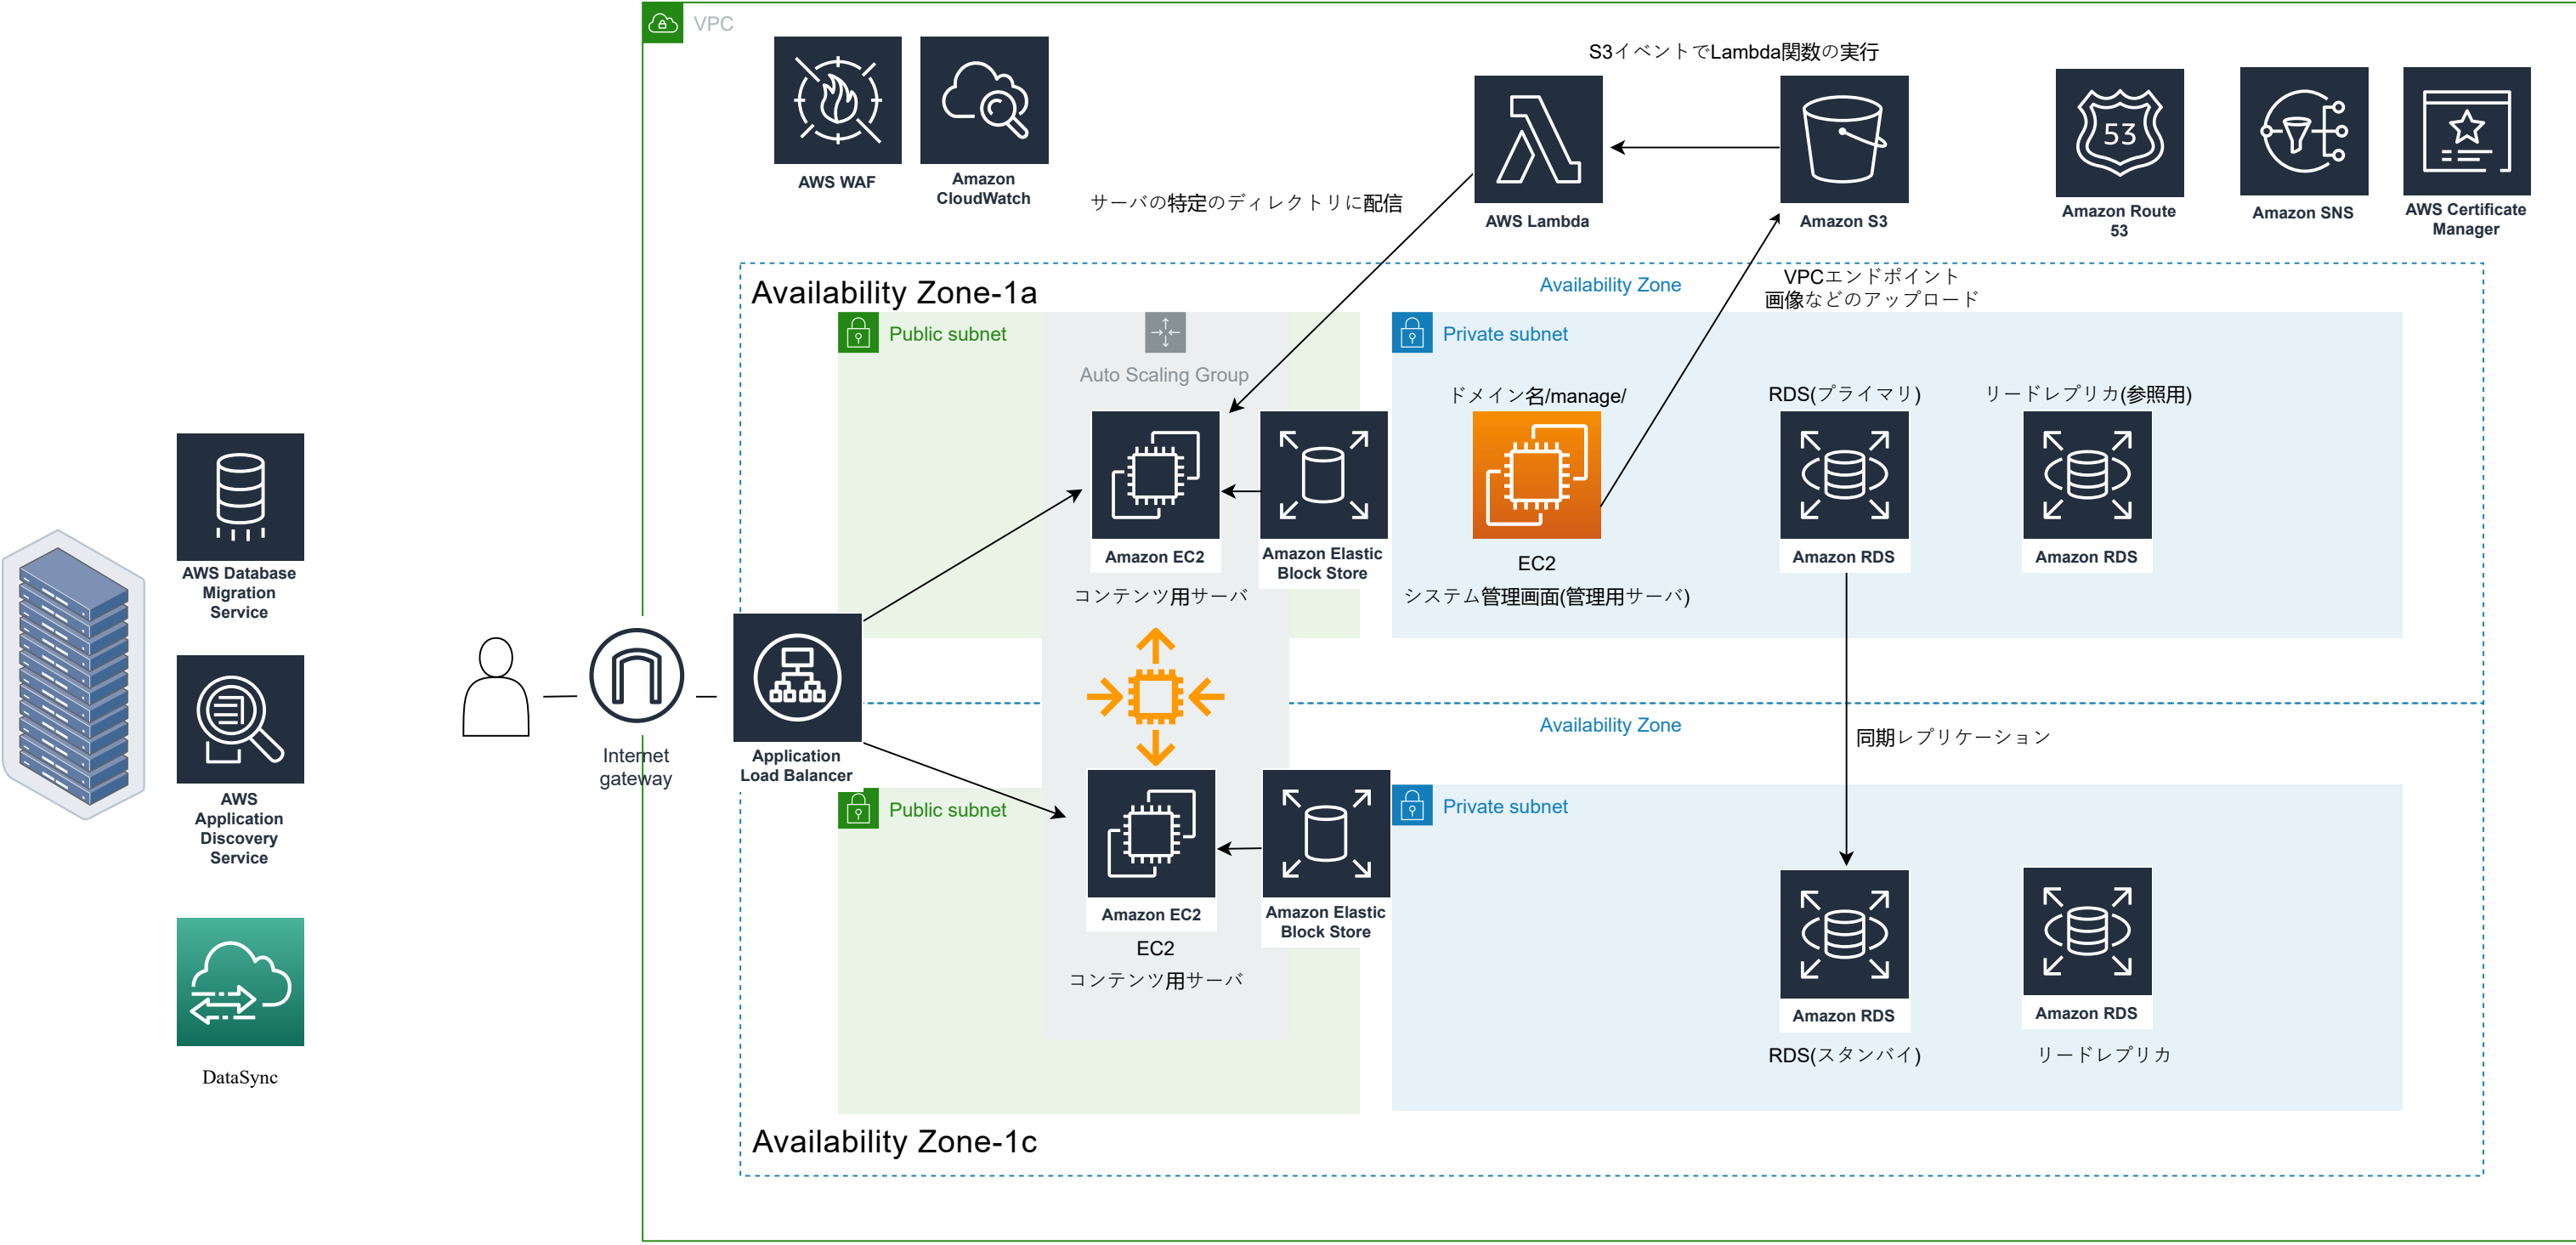 VPC
S3イベントでLambda関数の実行
AWS WAF
Amazon
CloudWatch
サーバの特定のディレクトリに配信
AWS Lambda
Amazon S3
53
Amazon Route
53
Amazon SNS
AWS Certificate
Manager
Availability Zone-1a
Availability Zone
VPCエンドポイント
画像などのアップロード
Public subnet
Auto Scaling Group
Private subnet
ドメイン名/manage/
RDS(プライマリ)
リードレプリカ(参照用)
Amazon EC2
コンテンツ用サーバ
Amazon Elastic
Block Store
EC2
システム管理画面(管理用サーバ)
Amazon RDS
Amazon RDS
AWS Database
Migration
Service
AWS
Application
Discovery
Service
DataSync
Internet
gateway
Application
Load Balancer
Availability Zone
同期レプリケーション
Public subnet
Private subnet
Amazon EC2
EC2
コンテンツ用サーバ
Amazon Elastic
Block Store
Amazon RDS
RDS(スタンバイ)
Amazon RDS
リードレプリカ
Availability Zone-1c